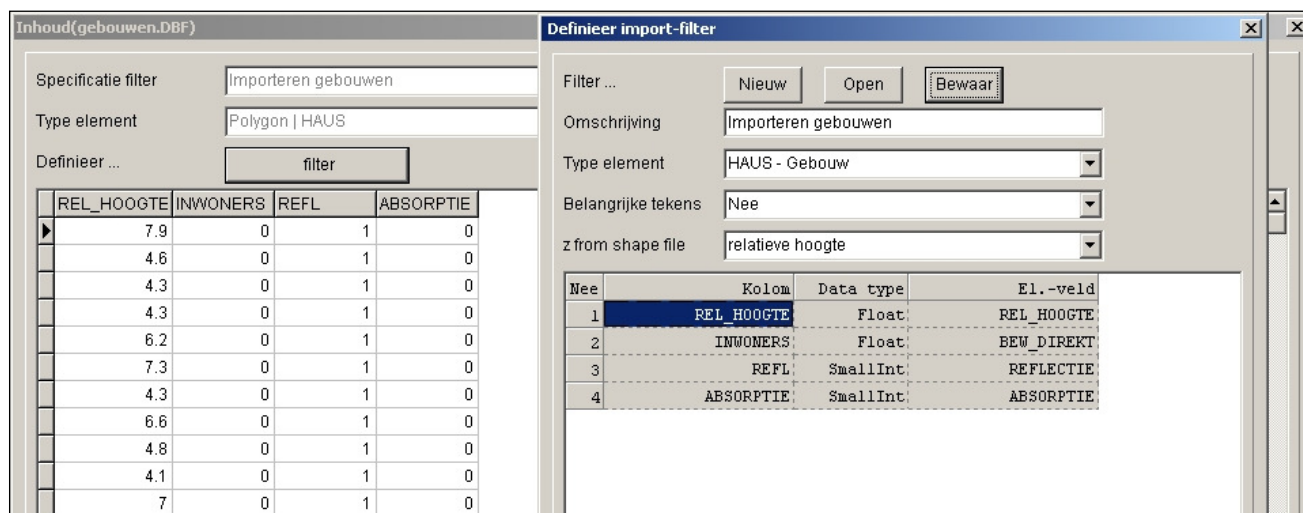 Inhoud(gebouwen.DBF)
Specificatie filter Importeren gebouwen
Type element Polygon | HAUS
Definieer ... filter
REL_HOOGTE INWONERS REFL ABSORPTIE
7.9 0 1 0
4.6 0 1 0
4.3 0 1 0
4.3 0 1 0
6.2 0 1 0
7.3 0 1 0
4.3 0 1 0
6.6 0 1 0
4.8 0 1 0
4.1 0 1 0
7 0 1 0
Definieer import-filter
Filter ... Nieuw Open Bewaar
Omschrijving Importeren gebouwen
Type element HAUS - Gebouw
Belangrijke tekens Nee
z from shape file relatieve hoogte
Nee Kolom Data type El.-veld
1 REL_HOOGTE Float REL_HOOGTE
2 INWONERS Float BEW_DIREKT
3 REFL SmallInt REFLECTIE
4 ABSORPTIE SmallInt ABSORPTIE